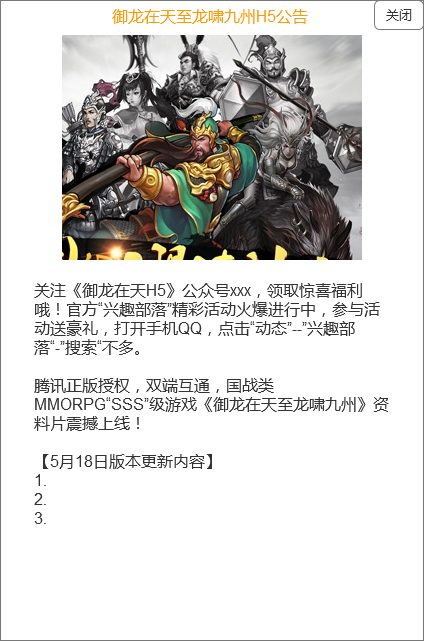 御龙在天至龙啸九州H5公告
关闭
关注《御龙在天H5》公众号xxx，领取惊喜福利
哦！官方“兴趣部落”精彩活动火爆进行中，参与活
动送豪礼，打开手机QQ，点击“动态”--”兴趣部
落“-”搜索“不多。
腾讯正版授权，双端互通，国战类
MMORPG“SSS”级游戏《御龙在天至龙啸九州》资
料片震撼上线！
【5月18日版本更新内容】
1.
2.
3.